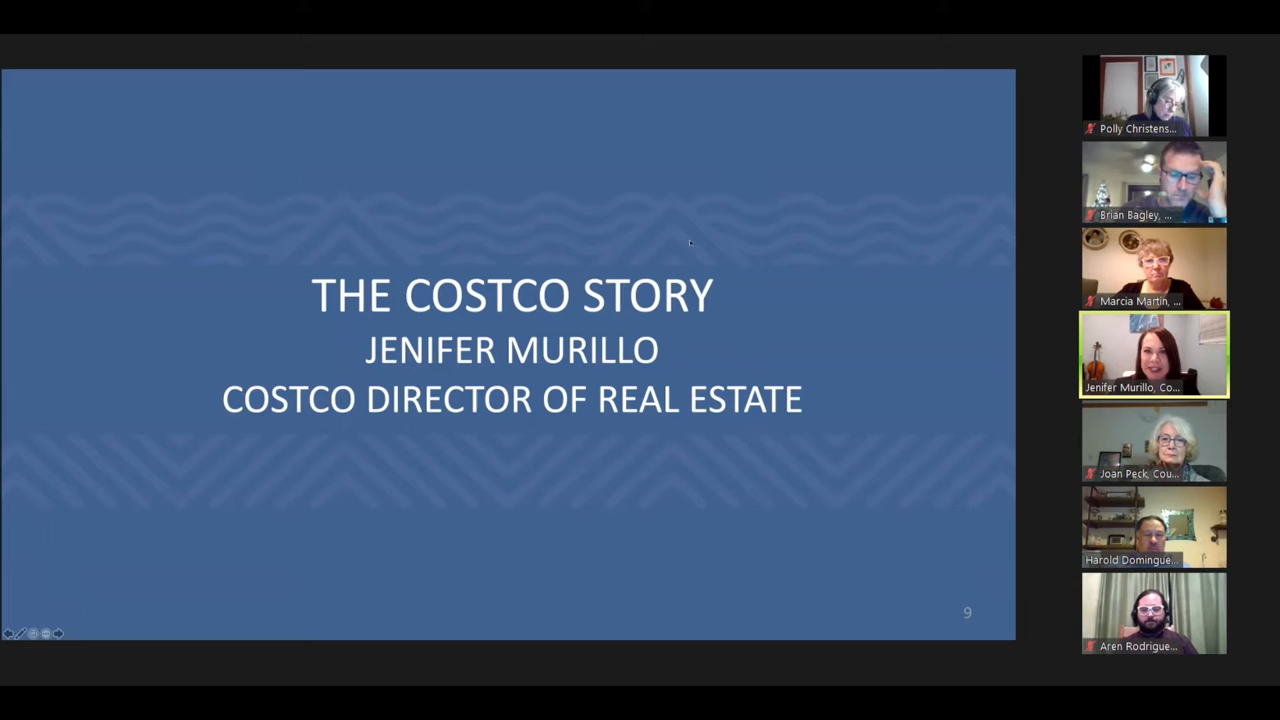 THE COSTCO STORY
JENIFER MURILLO
COSTCO DIRECTOR OF REAL ESTATE
9
Polly Christens...
Brian Bagley, ...
Marcia Martin, ...
Jenifer Murillo, Co...
Joan Peck, Cou...
Harold Domingue...
Aren Rodrigue...